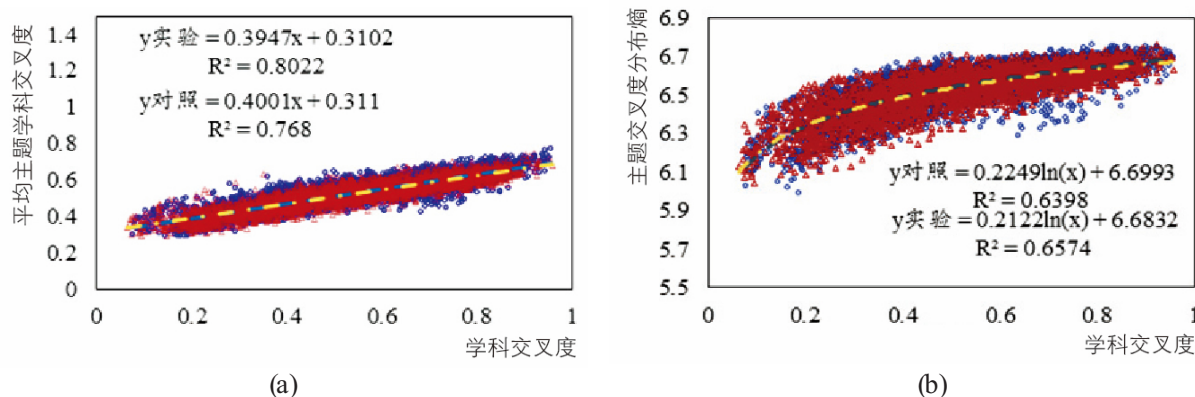 平均主题学科交叉度
1.4
1.2
1
0.8
0.6
0.4
0.2
0
y实验=0.3947x+0.3102
R² = 0.8022
y对照=0.4001x+0.311
R² = 0.768
0 0.2 0.4 0.6 0.8 1
学科交叉度
(a)
主题交叉度分布熵
6.9
6.7
6.5
6.3
6.1
5.9
5.7
5.5
y对照=0.2249ln(x)+6.6993
R² = 0.6398
y实验=0.2122ln(x)+6.6832
R² = 0.6574
0 0.2 0.4 0.6 0.8 1
学科交叉度
(b)